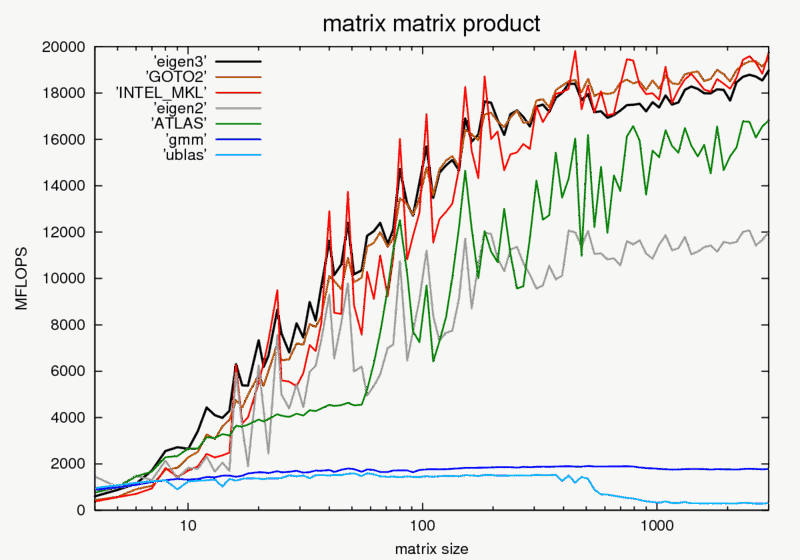 matrix matrix product
20000
18000
16000
14000
12000
10000
8000
6000
4000
2000
0
MFLOPS
'eigen3'
'GOTO2'
'INTEL_MKL'
'eigen2'
'ATLAS'
'gmm'
'ublas'
10
100
1000
matrix size